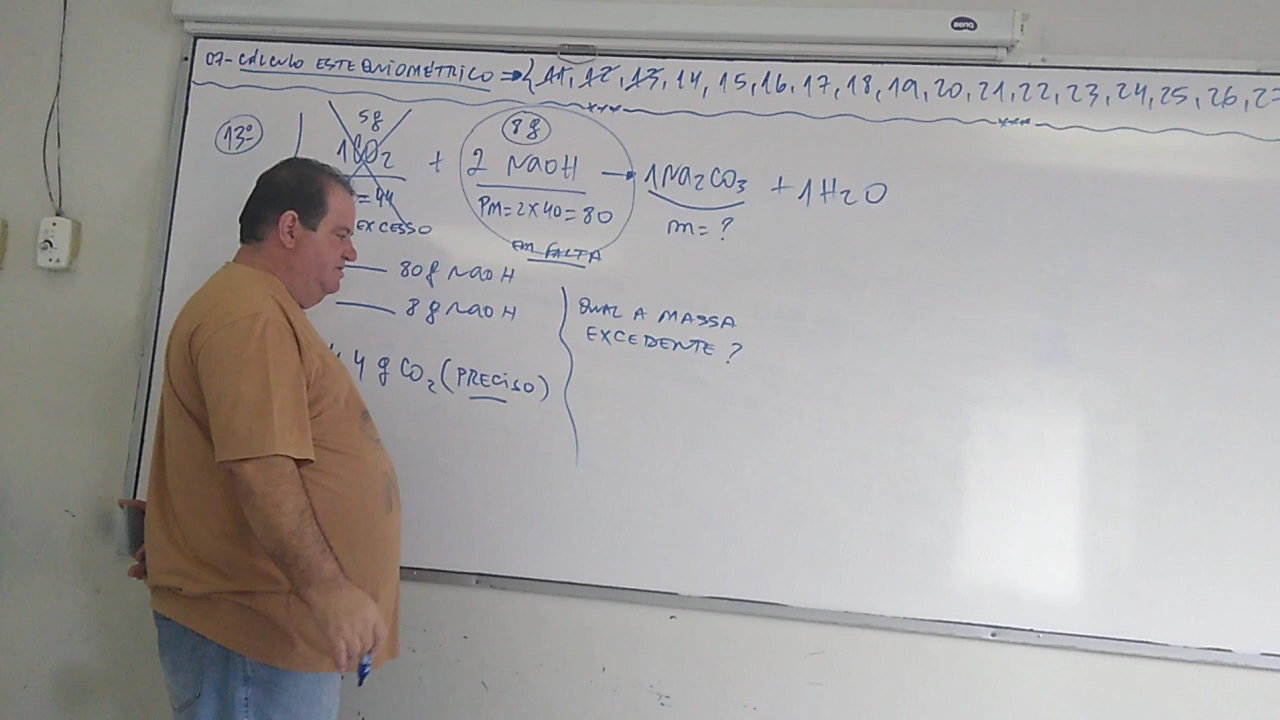 BenQ
07-CÁLCULO ESTEQUIOMÉTRICO => { 11, 12, 13, 14, 15, 16, 17, 18, 19, 20, 21, 22, 23, 24, 25, 26, 2
13º)
5g 8g
1CO2 + 2 NaOH → 1Na2CO3 + 1H2O
= 44 PM=2x40=80 m=?
EXCESSO EM FALTA
80g NaOH
8g NaOH
4 g CO2 (PRECISO)
QUAL A MASSA
EXCEDENTE?